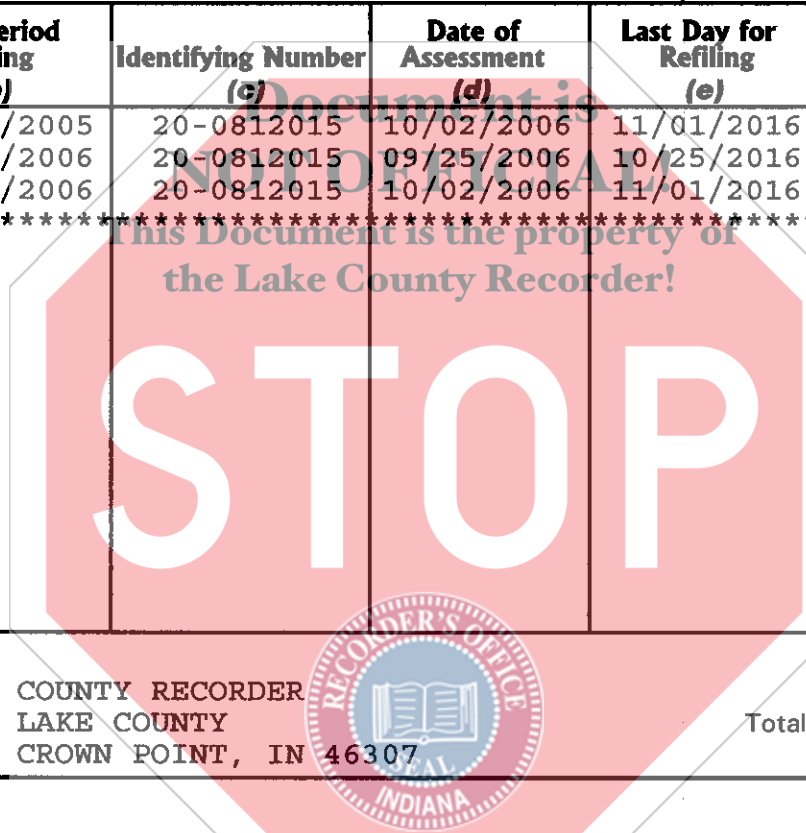 eriod Date of Last Day for
ing Identifying Number Assessment Refiling
) (c) (d) (e)
Document is
/2005 20-0812015 10/02/2006 11/01/2016
/2006 20-0812015 09/25/2006 10/25/2016
NOT OFFICIAL!
/2006 20-0812015 10/02/2006 11/01/2016
This Document is the property of
the Lake County Recorder!
STOP
RECORDER'S OFFICE
COUNTY RECORDER
LAKE COUNTY Total
CROWN POINT, IN 46307
SEAL
INDIANA